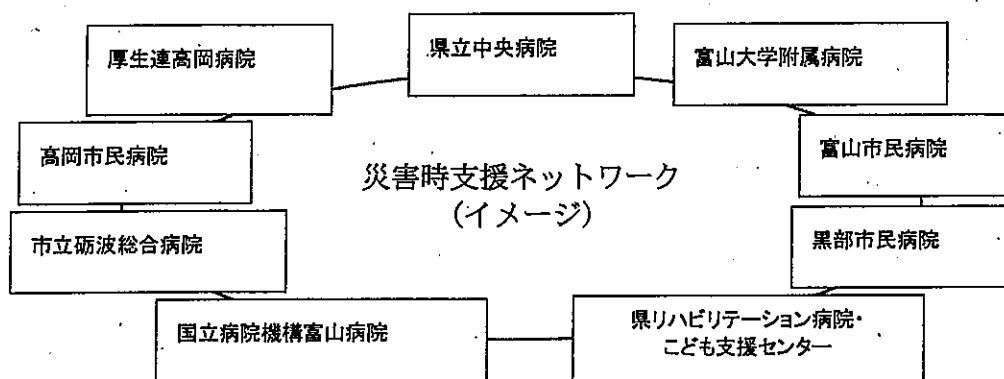 県立中央病院
厚生連高岡病院
富山大学附属病院
高岡市民病院
富山市民病院
災害時支援ネットワーク
(イメージ)
市立砺波総合病院
黒部市民病院
国立病院機構富山病院
県リハビリテーション病院・
こども支援センター